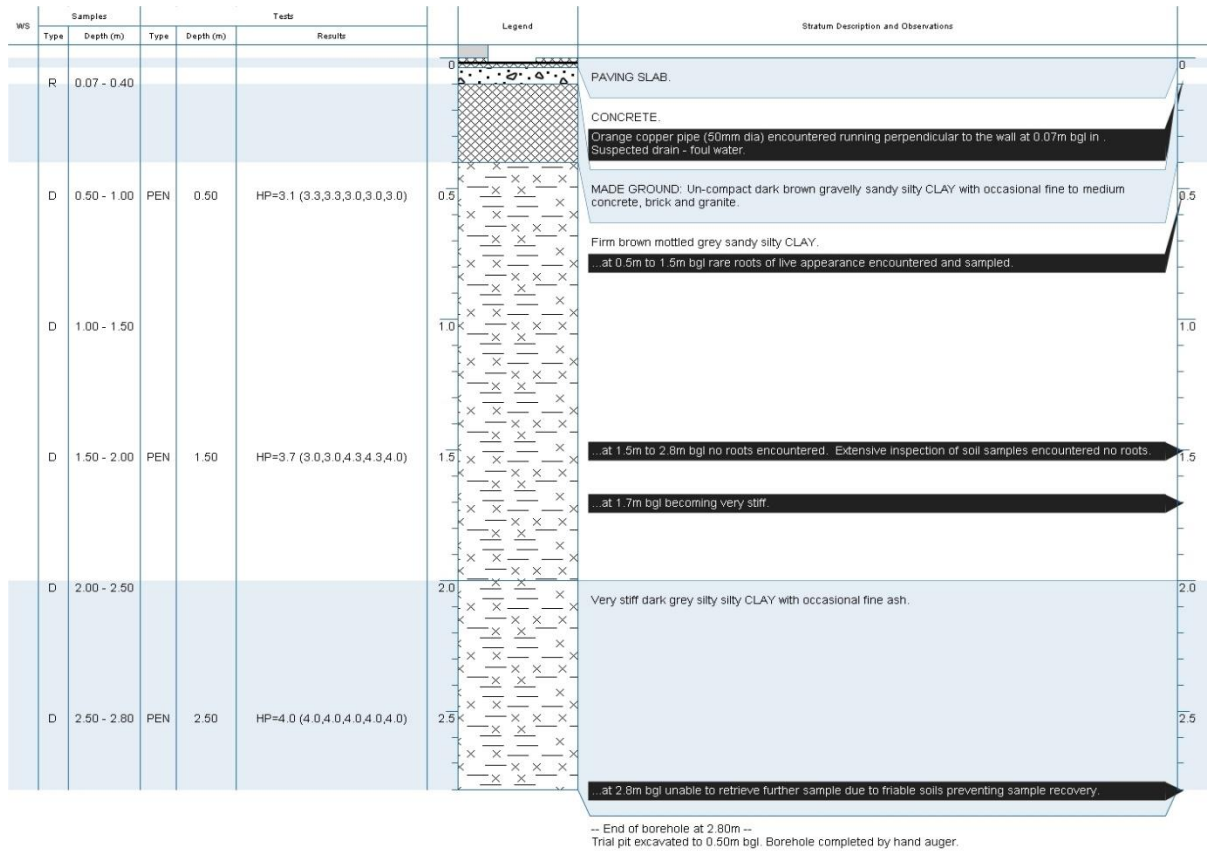 Samples Tests
WS Legend Stratum Description and Observations
Type Depth (m) Type Depth (m) Results
0 0
R 0.07 - 0.40 PAVING SLAB.
CONCRETE.
Orange copper pipe (50mm dia) encountered running perpendicular to the wall at 0.07m bgl in .
Suspected drain - foul water.
D 0.50 - 1.00 PEN 0.50 HP=3.1 (3.3,3.3,3.0,3.0,3.0) 0.5 MADE GROUND: Un-compact dark brown gravelly sandy silty CLAY with occasional fine to medium 0.5
concrete, brick and granite.
Firm brown mottled grey sandy silty CLAY.
...at 0.5m to 1.5m bgl rare roots of live appearance encountered and sampled.
D 1.00 - 1.50 1.0 1.0
D 1.50 - 2.00 PEN 1.50 HP=3.7 (3.0,3.0,4.3,4.3,4.0) 1.5 ...at 1.5m to 2.8m bgl no roots encountered. Extensive inspection of soil samples encountered no roots. 1.5
...at 1.7m bgl becoming very stiff.
D 2.00 - 2.50 2.0 2.0
Very stiff dark grey silty silty CLAY with occasional fine ash.
D 2.50 - 2.80 PEN 2.50 HP=4.0 (4.0,4.0,4.0,4.0,4.0) 2.5 2.5
...at 2.8m bgl unable to retrieve further sample due to friable soils preventing sample recovery.
-- End of borehole at 2.80m --
Trial pit excavated to 0.50m bgl. Borehole completed by hand auger.